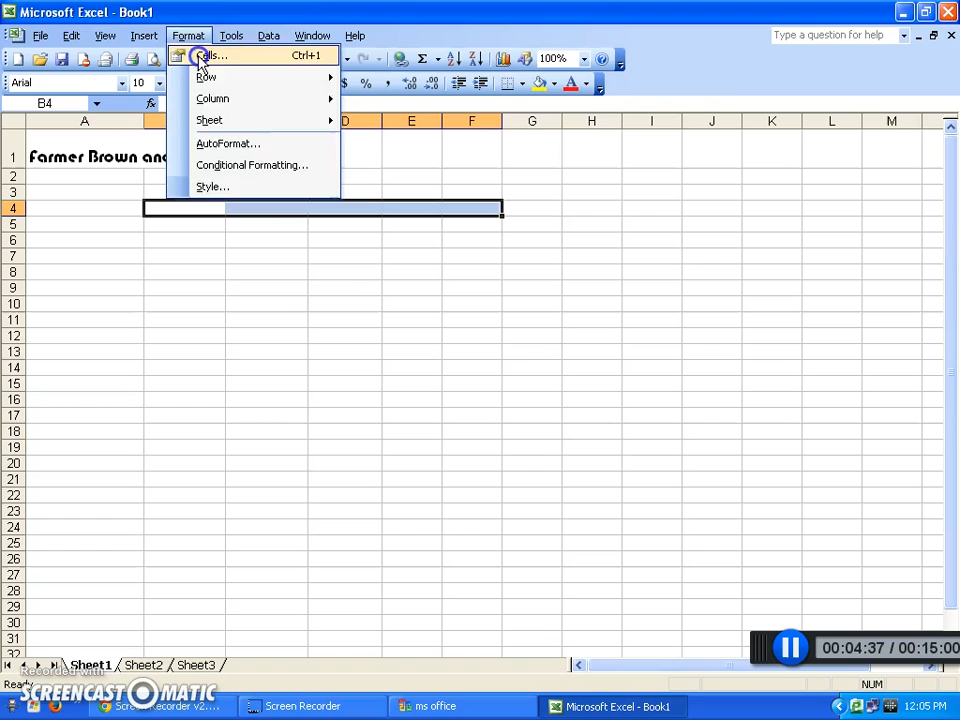 Microsoft Excel - Book1
File Edit View Insert Format Tools Data Window Help
Type a question for help
Cells... Ctrl+1
100%
Row
Arial 10 $ % ,
Column
B4 fx
Sheet
A D E F G H I J K L M
AutoFormat...
Farmer Brown an
1
Conditional Formatting...
2
Style...
3
4
5
6
7
8
9
10
11
12
13
14
15
16
17
18
19
20
21
22
23
24
25
26
27
28
29
30
31
32
00:04:37 / 00:15:00
Sheet1 Sheet2 Sheet3
Recorded with
SCREENCAST-O-MATIC
Ready
NUM
Screen Recorder
ms office
Microsoft Excel - Book1
12:05 PM